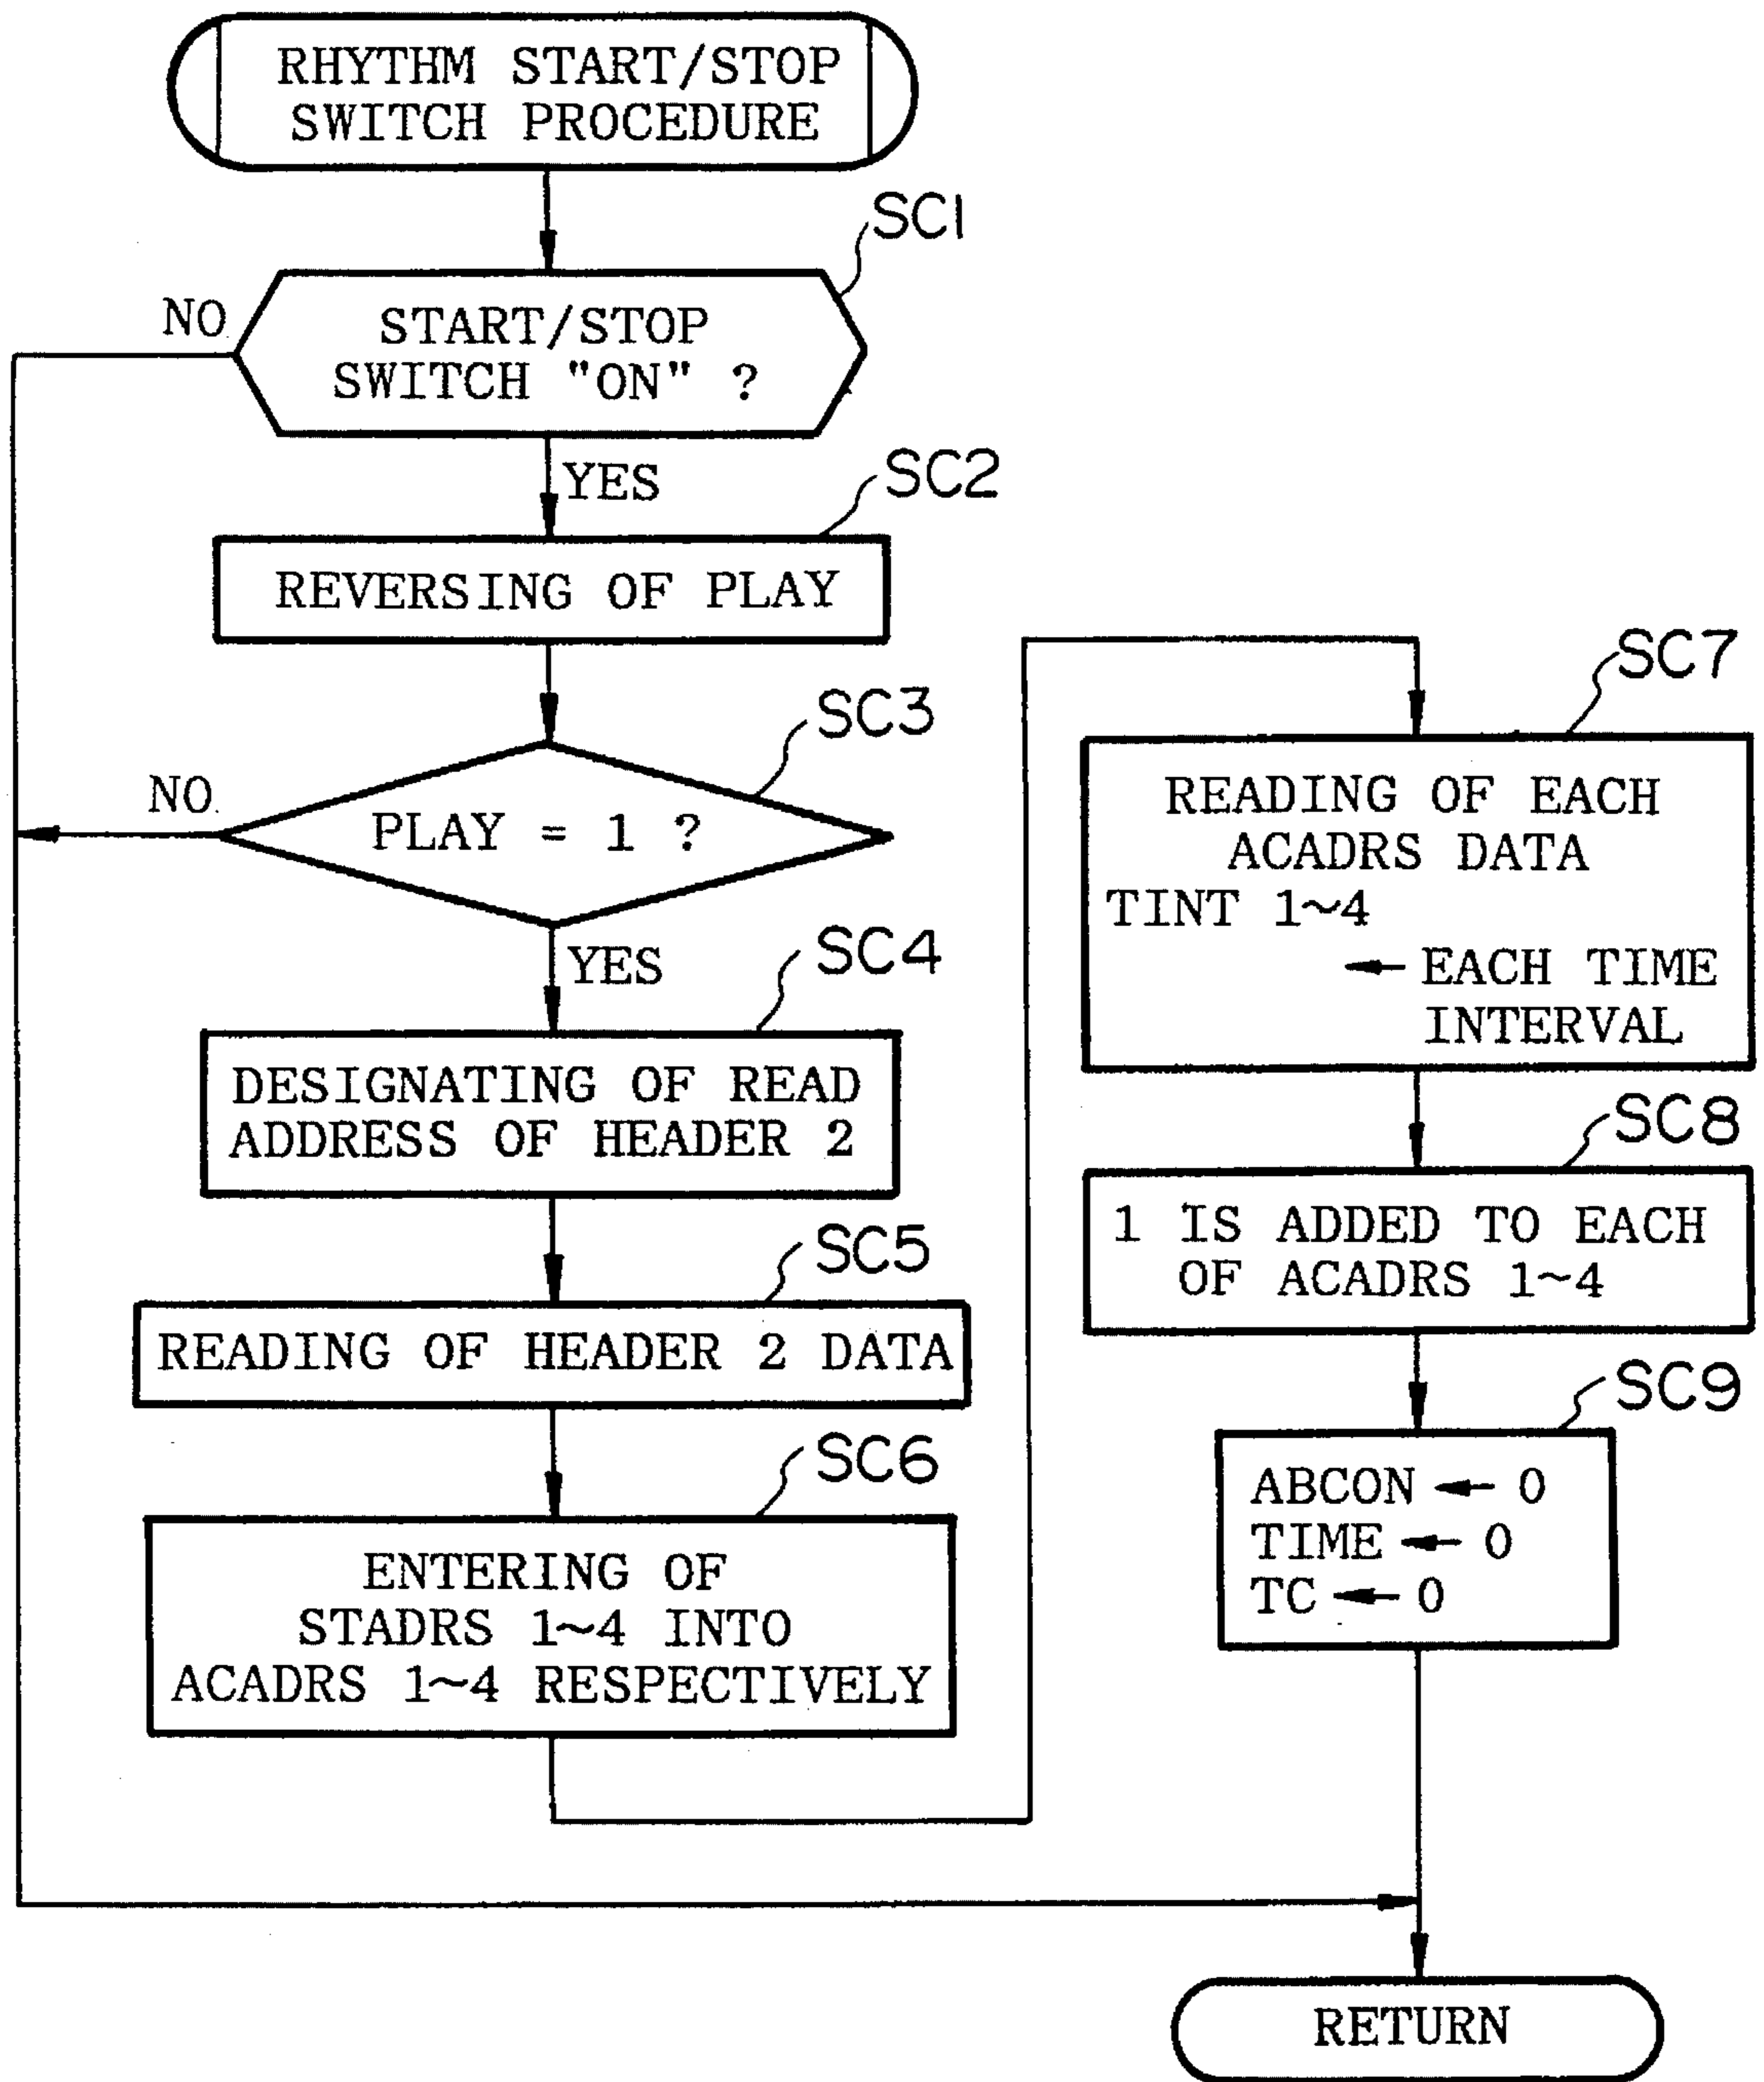 RHYTHM START/STOP
SWITCH PROCEDURE
SC1
NO
START/STOP
SWITCH "ON" ?
YES
SC2
REVERSING OF PLAY
SC3
NO
PLAY = 1 ?
YES
SC4
DESIGNATING OF READ
ADDRESS OF HEADER 2
SC5
READING OF HEADER 2 DATA
SC6
ENTERING OF
STADRS 1~4 INTO
ACADRS 1~4 RESPECTIVELY
SC7
READING OF EACH
ACADRS DATA
TINT 1~4
← EACH TIME
INTERVAL
SC8
1 IS ADDED TO EACH
OF ACADRS 1~4
SC9
ABCON ← 0
TIME ← 0
TC ← 0
RETURN